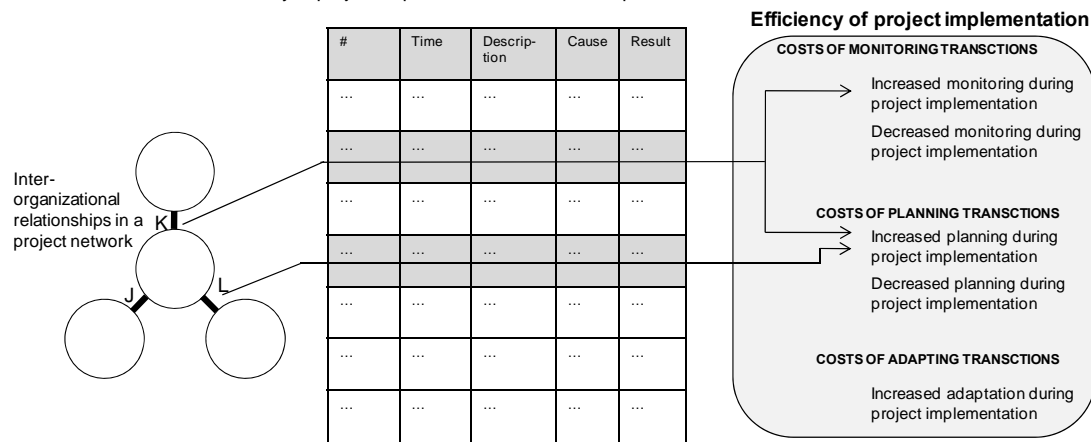 Efficiency of project implementation
# Time Descrip- Cause Result
tion
… … … … …
… … … … …
… … … … …
… … … … …
… … … … …
… … … … …
… … … … …
Inter-
organizational
relationships in a
project network
K
J
L
COSTS OF MONITORING TRANSCTIONS
Increased monitoring during
project implementation
Decreased monitoring during
project implementation
COSTS OF PLANNING TRANSCTIONS
Increased planning during
project implementation
Decreased planning during
project implementation
COSTS OF ADAPTING TRANSCTIONS
Increased adaptation during
project implementation